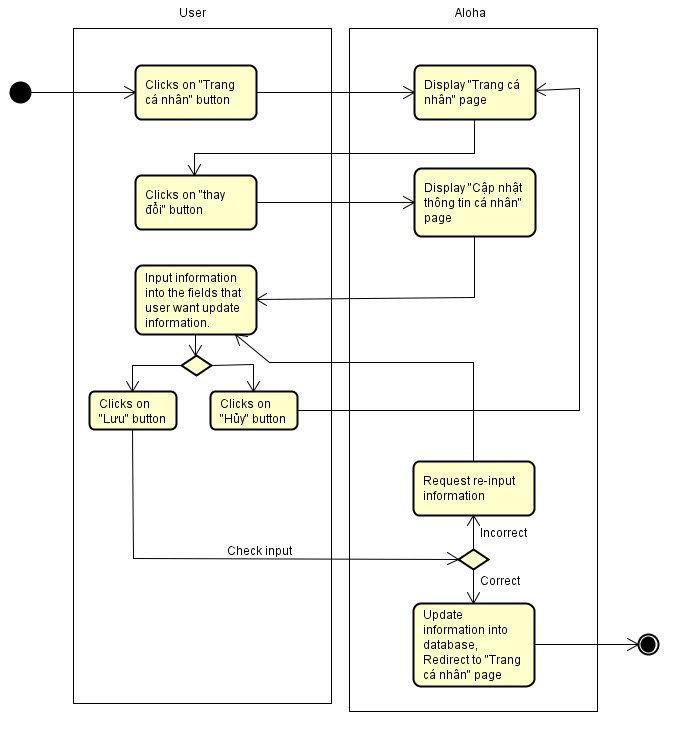 User
Aloha
Clicks on "Trang
cá nhân" button
Display "Trang cá
nhân" page
Clicks on "thay
đổi" button
Display "Cập nhật
thông tin cá nhân"
page
Input information
into the fields that
user want update
information.
Clicks on
"Lưu" button
Clicks on
"Hủy" button
Request re-input
information
Incorrect
Check input
Correct
Update
information into
database,
Redirect to "Trang
cá nhân" page